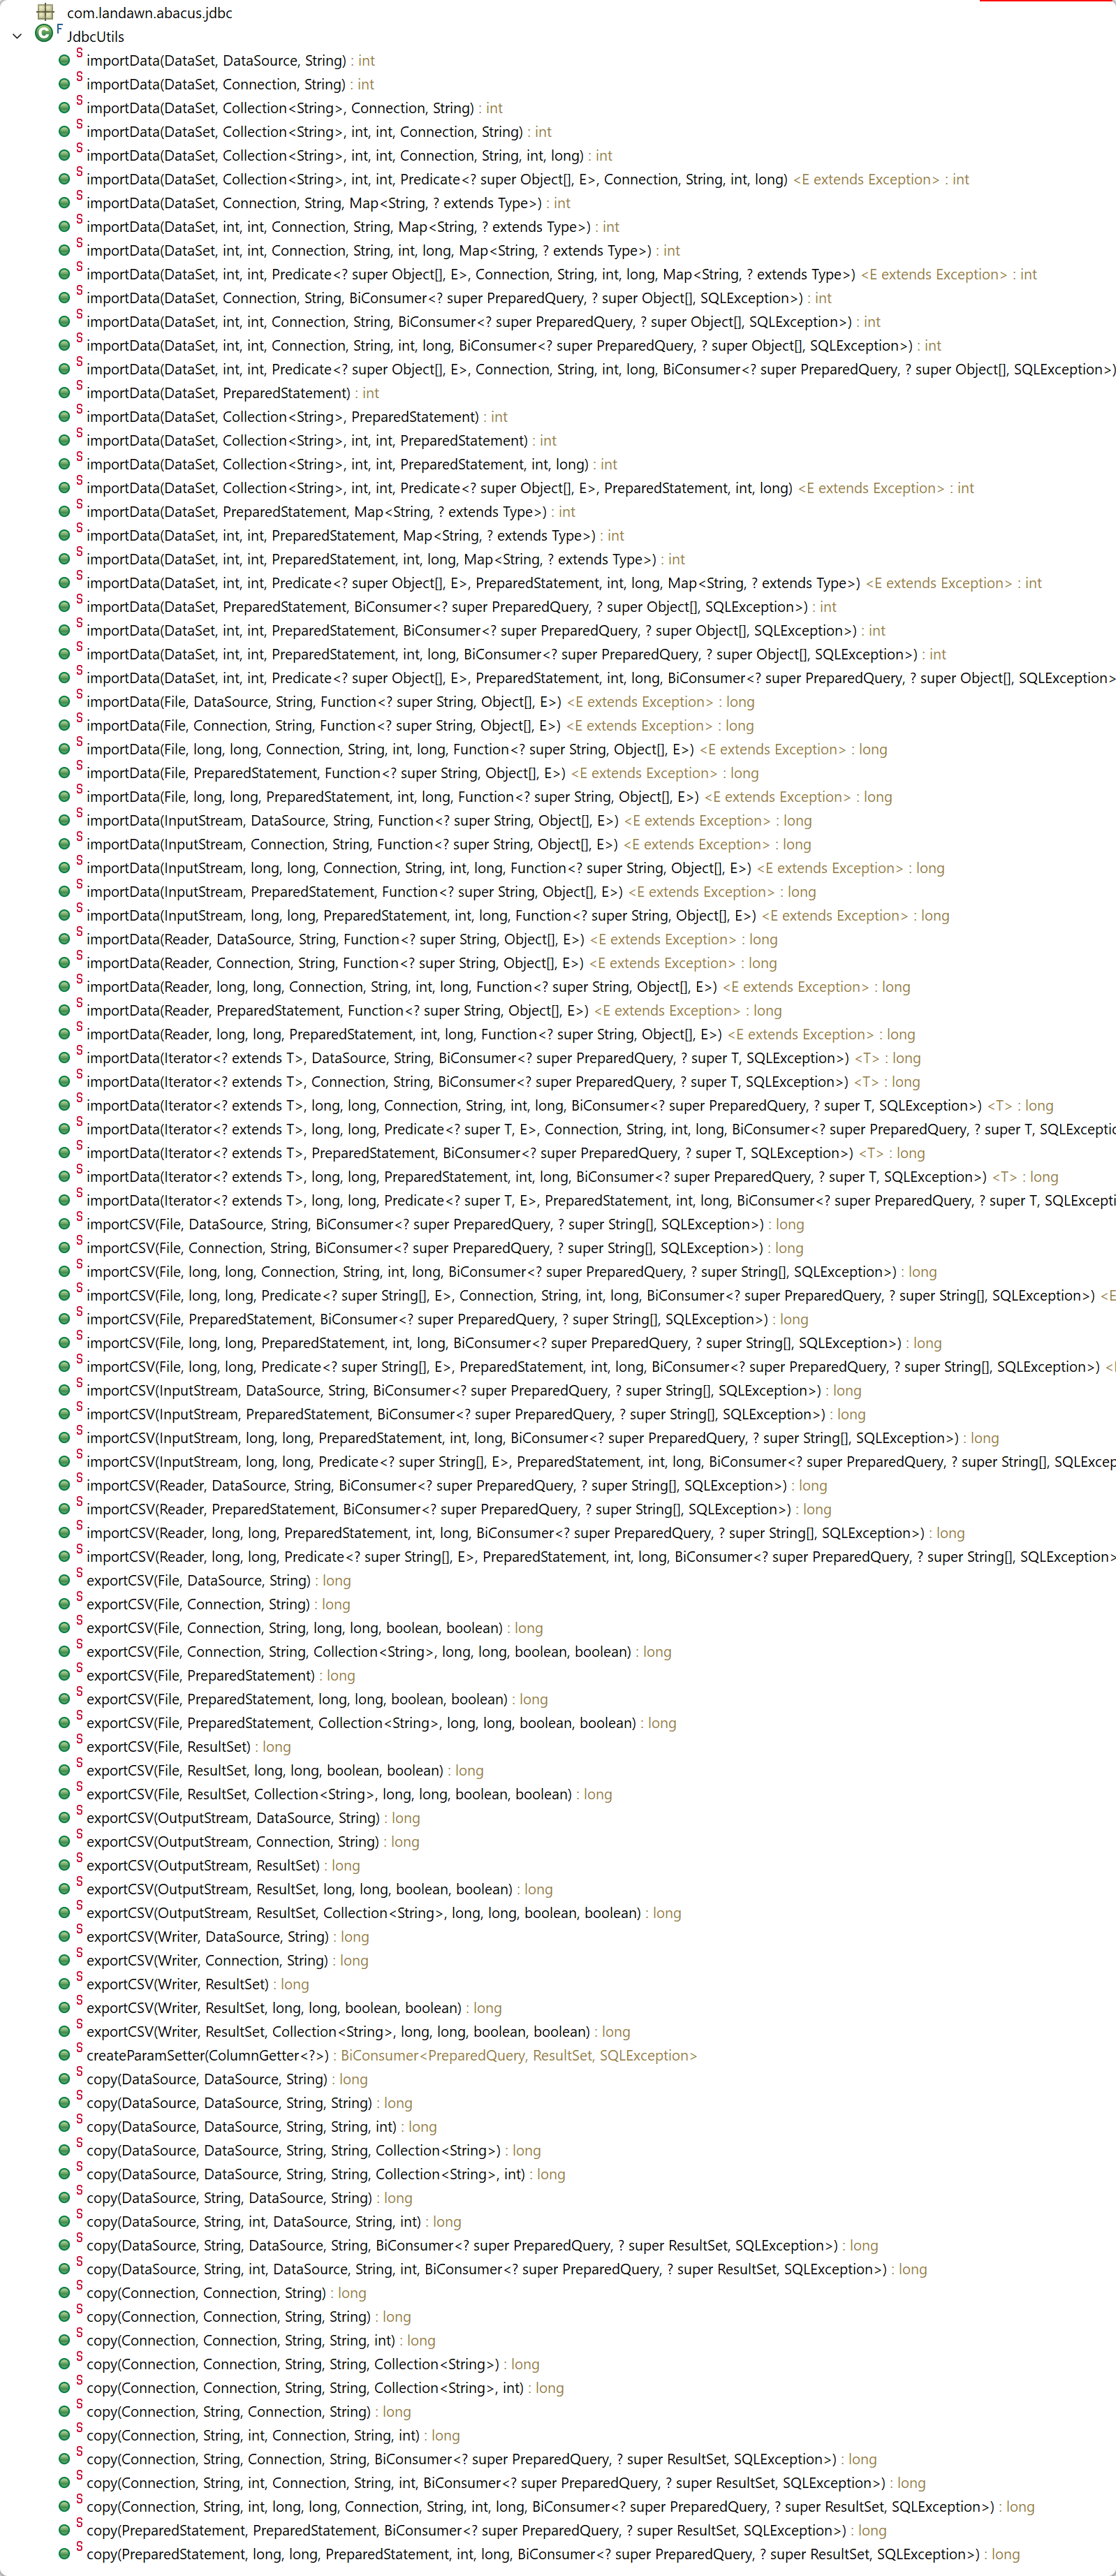 com.landawn.abacus.jdbc
JdbcUtils
importData(DataSet, DataSource, String) : int
importData(DataSet, Connection, String) : int
importData(DataSet, Collection<String>, Connection, String) : int
importData(DataSet, Collection<String>, int, int, Connection, String) : int
importData(DataSet, Collection<String>, int, int, Connection, String, int, long) : int
importData(DataSet, Collection<String>, int, int, Predicate<? super Object[], E>, Connection, String, int, long) <E extends Exception> : int
importData(DataSet, Connection, String, Map<String, ? extends Type>) : int
importData(DataSet, int, int, Connection, String, Map<String, ? extends Type>) : int
importData(DataSet, int, int, Connection, String, int, long, Map<String, ? extends Type>) : int
importData(DataSet, int, int, Predicate<? super Object[], E>, Connection, String, int, long, Map<String, ? extends Type>) <E extends Exception> : int
importData(DataSet, Connection, String, BiConsumer<? super PreparedQuery, ? super Object[], SQLException>) : int
importData(DataSet, int, int, Connection, String, BiConsumer<? super PreparedQuery, ? super Object[], SQLException>) : int
importData(DataSet, int, int, Connection, String, int, long, BiConsumer<? super PreparedQuery, ? super Object[], SQLException>) : int
importData(DataSet, int, int, Predicate<? super Object[], E>, Connection, String, int, long, BiConsumer<? super PreparedQuery, ? super Object[], SQLException>)
importData(DataSet, PreparedStatement) : int
importData(DataSet, Collection<String>, PreparedStatement) : int
importData(DataSet, Collection<String>, int, int, PreparedStatement) : int
importData(DataSet, Collection<String>, int, int, PreparedStatement, int, long) : int
importData(DataSet, Collection<String>, int, int, Predicate<? super Object[], E>, PreparedStatement, int, long) <E extends Exception> : int
importData(DataSet, PreparedStatement, Map<String, ? extends Type>) : int
importData(DataSet, int, int, PreparedStatement, Map<String, ? extends Type>) : int
importData(DataSet, int, int, PreparedStatement, int, long, Map<String, ? extends Type>) : int
importData(DataSet, int, int, Predicate<? super Object[], E>, PreparedStatement, int, long, Map<String, ? extends Type>) <E extends Exception> : int
importData(DataSet, PreparedStatement, BiConsumer<? super PreparedQuery, ? super Object[], SQLException>) : int
importData(DataSet, int, int, PreparedStatement, BiConsumer<? super PreparedQuery, ? super Object[], SQLException>) : int
importData(DataSet, int, int, PreparedStatement, int, long, BiConsumer<? super PreparedQuery, ? super Object[], SQLException>) : int
importData(DataSet, int, int, Predicate<? super Object[], E>, PreparedStatement, int, long, BiConsumer<? super PreparedQuery, ? super Object[], SQLException>
importData(File, DataSource, String, Function<? super String, Object[], E>) <E extends Exception> : long
importData(File, Connection, String, Function<? super String, Object[], E>) <E extends Exception> : long
importData(File, long, long, Connection, String, int, long, Function<? super String, Object[], E>) <E extends Exception> : long
importData(File, PreparedStatement, Function<? super String, Object[], E>) <E extends Exception> : long
importData(File, long, long, PreparedStatement, int, long, Function<? super String, Object[], E>) <E extends Exception> : long
importData(InputStream, DataSource, String, Function<? super String, Object[], E>) <E extends Exception> : long
importData(InputStream, Connection, String, Function<? super String, Object[], E>) <E extends Exception> : long
importData(InputStream, long, long, Connection, String, int, long, Function<? super String, Object[], E>) <E extends Exception> : long
importData(InputStream, PreparedStatement, Function<? super String, Object[], E>) <E extends Exception> : long
importData(InputStream, long, long, PreparedStatement, int, long, Function<? super String, Object[], E>) <E extends Exception> : long
importData(Reader, DataSource, String, Function<? super String, Object[], E>) <E extends Exception> : long
importData(Reader, Connection, String, Function<? super String, Object[], E>) <E extends Exception> : long
importData(Reader, long, long, Connection, String, int, long, Function<? super String, Object[], E>) <E extends Exception> : long
importData(Reader, PreparedStatement, Function<? super String, Object[], E>) <E extends Exception> : long
importData(Reader, long, long, PreparedStatement, int, long, Function<? super String, Object[], E>) <E extends Exception> : long
importData(Iterator<? extends T>, DataSource, String, BiConsumer<? super PreparedQuery, ? super T, SQLException>) <T> : long
importData(Iterator<? extends T>, Connection, String, BiConsumer<? super PreparedQuery, ? super T, SQLException>) <T> : long
importData(Iterator<? extends T>, long, long, Connection, String, int, long, BiConsumer<? super PreparedQuery, ? super T, SQLException>) <T> : long
importData(Iterator<? extends T>, long, long, Predicate<? super T, E>, Connection, String, int, long, BiConsumer<? super PreparedQuery, ? super T, SQLExceptio
importData(Iterator<? extends T>, PreparedStatement, BiConsumer<? super PreparedQuery, ? super T, SQLException>) <T> : long
importData(Iterator<? extends T>, long, long, PreparedStatement, int, long, BiConsumer<? super PreparedQuery, ? super T, SQLException>) <T> : long
importData(Iterator<? extends T>, long, long, Predicate<? super T, E>, PreparedStatement, int, long, BiConsumer<? super PreparedQuery, ? super T, SQLExcepti
importCSV(File, DataSource, String, BiConsumer<? super PreparedQuery, ? super String[], SQLException>) : long
importCSV(File, Connection, String, BiConsumer<? super PreparedQuery, ? super String[], SQLException>) : long
importCSV(File, long, long, Connection, String, int, long, BiConsumer<? super PreparedQuery, ? super String[], SQLException>) : long
importCSV(File, long, long, Predicate<? super String[], E>, Connection, String, int, long, BiConsumer<? super PreparedQuery, ? super String[], SQLException>) <E
importCSV(File, PreparedStatement, BiConsumer<? super PreparedQuery, ? super String[], SQLException>) : long
importCSV(File, long, long, PreparedStatement, int, long, BiConsumer<? super PreparedQuery, ? super String[], SQLException>) : long
importCSV(File, long, long, Predicate<? super String[], E>, PreparedStatement, int, long, BiConsumer<? super PreparedQuery, ? super String[], SQLException>) <
importCSV(InputStream, DataSource, String, BiConsumer<? super PreparedQuery, ? super String[], SQLException>) : long
importCSV(InputStream, PreparedStatement, BiConsumer<? super PreparedQuery, ? super String[], SQLException>) : long
importCSV(InputStream, long, long, PreparedStatement, int, long, BiConsumer<? super PreparedQuery, ? super String[], SQLException>) : long
importCSV(InputStream, long, long, Predicate<? super String[], E>, PreparedStatement, int, long, BiConsumer<? super PreparedQuery, ? super String[], SQLExcep
importCSV(Reader, DataSource, String, BiConsumer<? super PreparedQuery, ? super String[], SQLException>) : long
importCSV(Reader, PreparedStatement, BiConsumer<? super PreparedQuery, ? super String[], SQLException>) : long
importCSV(Reader, long, long, PreparedStatement, int, long, BiConsumer<? super PreparedQuery, ? super String[], SQLException>) : long
importCSV(Reader, long, long, Predicate<? super String[], E>, PreparedStatement, int, long, BiConsumer<? super PreparedQuery, ? super String[], SQLException>
exportCSV(File, DataSource, String) : long
exportCSV(File, Connection, String) : long
exportCSV(File, Connection, String, long, long, boolean, boolean) : long
exportCSV(File, Connection, String, Collection<String>, long, long, boolean, boolean) : long
exportCSV(File, PreparedStatement) : long
exportCSV(File, PreparedStatement, long, long, boolean, boolean) : long
exportCSV(File, PreparedStatement, Collection<String>, long, long, boolean, boolean) : long
exportCSV(File, ResultSet) : long
exportCSV(File, ResultSet, long, long, boolean, boolean) : long
exportCSV(File, ResultSet, Collection<String>, long, long, boolean, boolean) : long
exportCSV(OutputStream, DataSource, String) : long
exportCSV(OutputStream, Connection, String) : long
exportCSV(OutputStream, ResultSet) : long
exportCSV(OutputStream, ResultSet, long, long, boolean, boolean) : long
exportCSV(OutputStream, ResultSet, Collection<String>, long, long, boolean, boolean) : long
exportCSV(Writer, DataSource, String) : long
exportCSV(Writer, Connection, String) : long
exportCSV(Writer, ResultSet) : long
exportCSV(Writer, ResultSet, long, long, boolean, boolean) : long
exportCSV(Writer, ResultSet, Collection<String>, long, long, boolean, boolean) : long
createParamSetter(ColumnGetter<?>) : BiConsumer<PreparedQuery, ResultSet, SQLException>
copy(DataSource, DataSource, String) : long
copy(DataSource, DataSource, String, String) : long
copy(DataSource, DataSource, String, String, int) : long
copy(DataSource, DataSource, String, String, Collection<String>) : long
copy(DataSource, DataSource, String, String, Collection<String>, int) : long
copy(DataSource, String, DataSource, String) : long
copy(DataSource, String, int, DataSource, String, int) : long
copy(DataSource, String, DataSource, String, BiConsumer<? super PreparedQuery, ? super ResultSet, SQLException>) : long
copy(DataSource, String, int, DataSource, String, int, BiConsumer<? super PreparedQuery, ? super ResultSet, SQLException>) : long
copy(Connection, Connection, String) : long
copy(Connection, Connection, String, String) : long
copy(Connection, Connection, String, String, int) : long
copy(Connection, Connection, String, String, Collection<String>) : long
copy(Connection, Connection, String, String, Collection<String>, int) : long
copy(Connection, String, Connection, String) : long
copy(Connection, String, int, Connection, String, int) : long
copy(Connection, String, Connection, String, BiConsumer<? super PreparedQuery, ? super ResultSet, SQLException>) : long
copy(Connection, String, int, Connection, String, int, BiConsumer<? super PreparedQuery, ? super ResultSet, SQLException>) : long
copy(Connection, String, int, long, long, Connection, String, int, long, BiConsumer<? super PreparedQuery, ? super ResultSet, SQLException>) : long
copy(PreparedStatement, PreparedStatement, BiConsumer<? super PreparedQuery, ? super ResultSet, SQLException>) : long
copy(PreparedStatement, long, long, PreparedStatement, int, long, BiConsumer<? super PreparedQuery, ? super ResultSet, SQLException>) : long